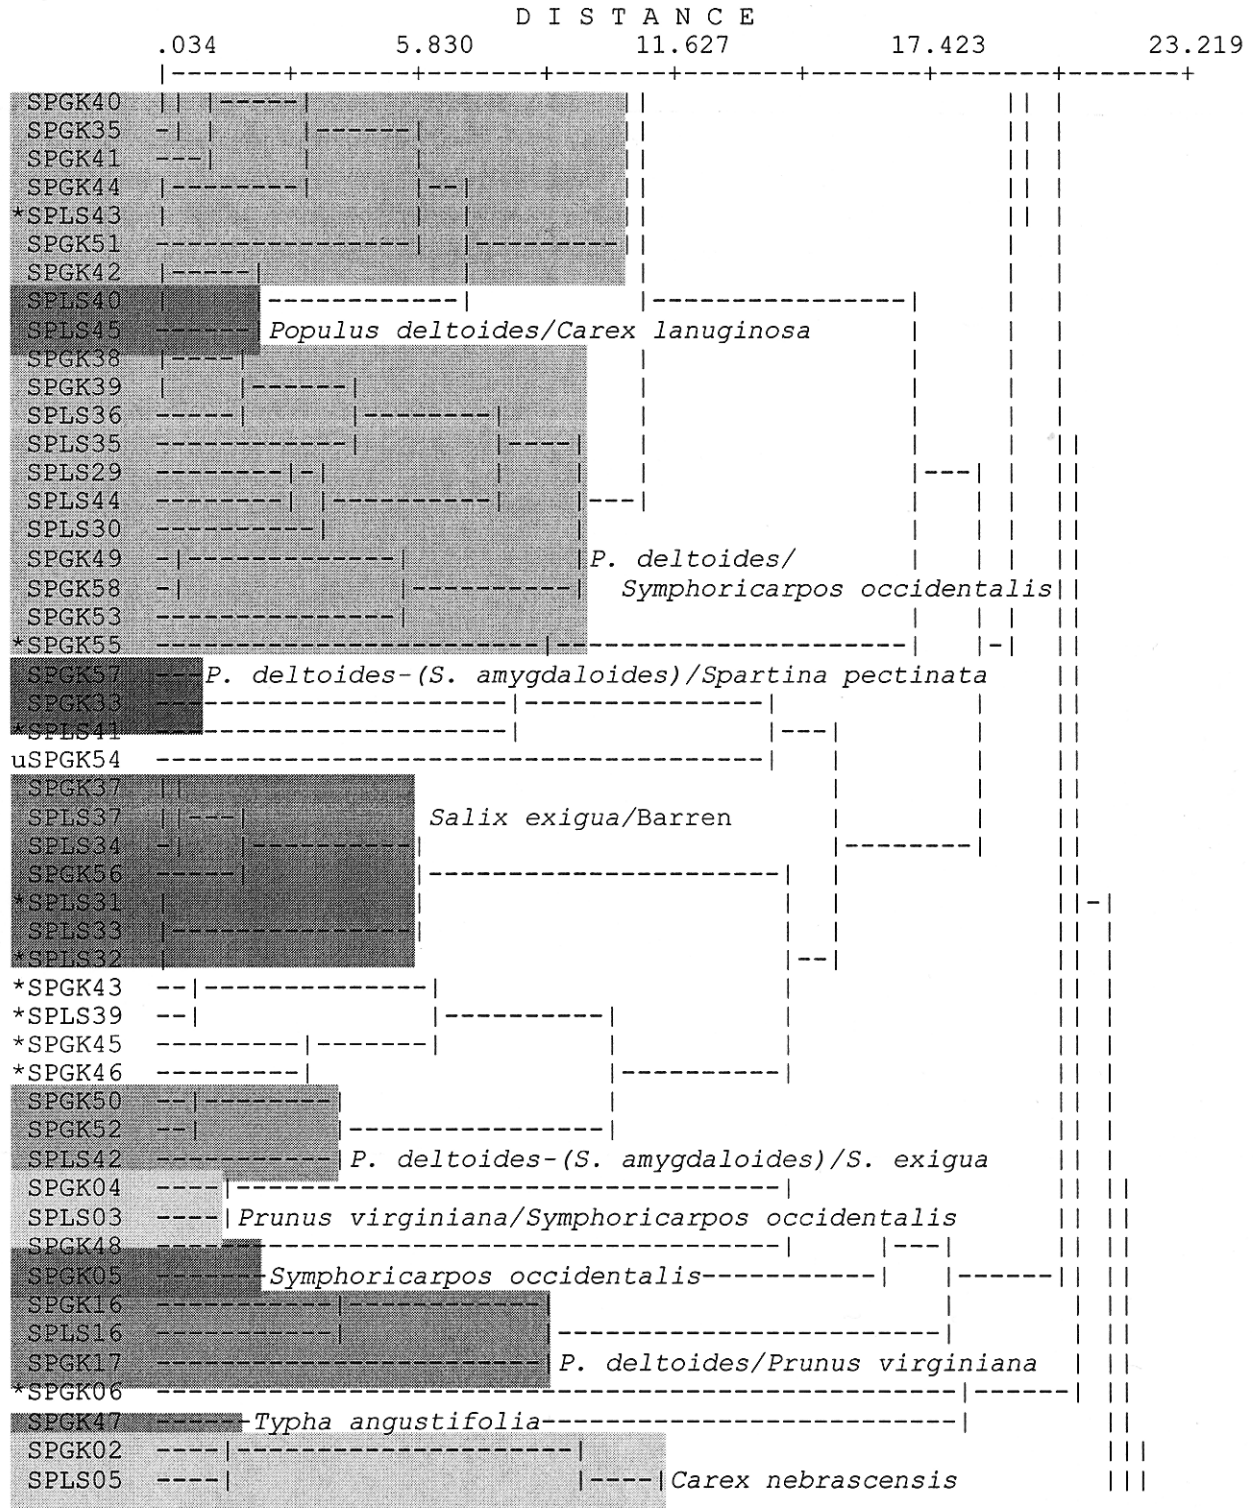 D I S T A N C E
.034 5.830 11.627 17.423 23.219
SPGK40
SPGK35
SPGK41
SPGK44
*SPLS43
SPGK51
SPGK42
SPLS40
SPLS45 Populus deltoides/Carex lanuginosa
SPGK38
SPGK39
SPLS36
SPLS35
SPLS29
SPLS44
SPLS30
SPGK49 P. deltoides/
SPGK58 Symphoricarpos occidentalis
SPGK53
*SPGK55
SPGK57 P. deltoides-(S. amygdaloides)/Spartina pectinata
SPGK33
*SPLS41
uSPGK54
SPGK37
SPLS37 Salix exigua/Barren
SPLS34
SPGK56
*SPLS31
SPLS33
*SPLS32
*SPGK43
*SPLS39
*SPGK45
*SPGK46
SPGK50
SPGK52
SPLS42 P. deltoides-(S. amygdaloides)/S. exigua
SPGK04
SPLS03 Prunus virginiana/Symphoricarpos occidentalis
SPGK48
SPGK05 Symphoricarpos occidentalis
SPGK16
SPLS16
SPGK17 P. deltoides/Prunus virginiana
*SPGK06
SPGK47 Typha angustifolia
SPGK02
SPLS05 Carex nebrascensis